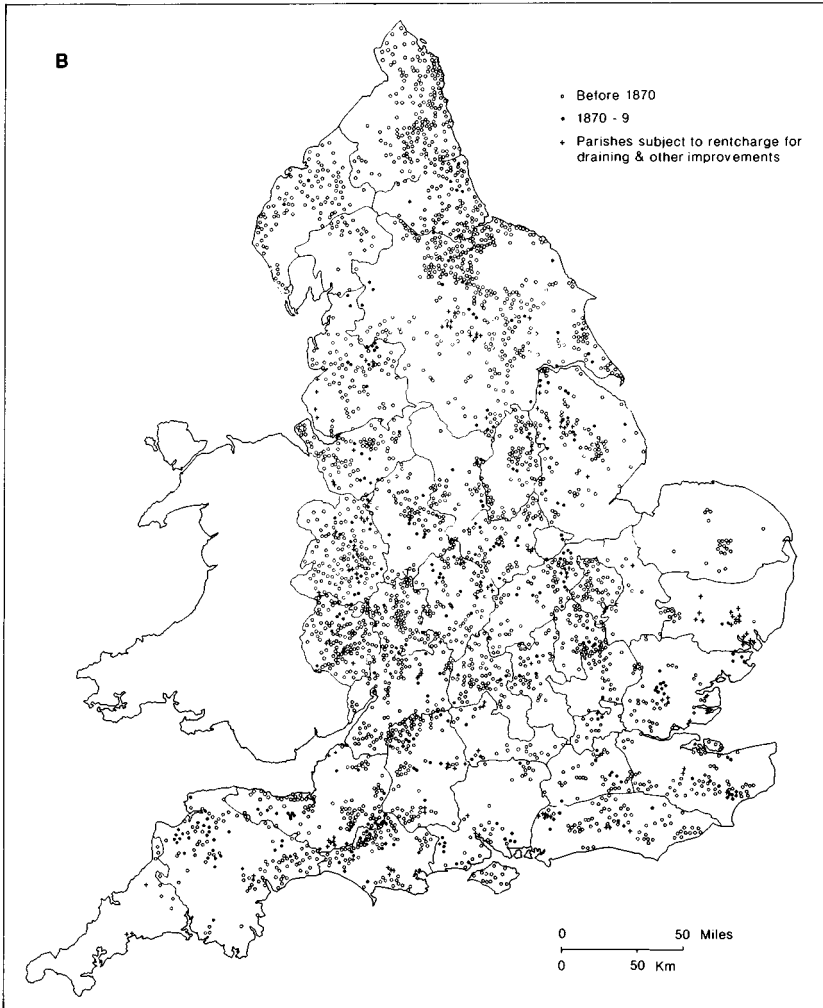 B
Before 1870
1870 - 9
Parishes subject to rentcharge for
draining & other improvements
0 50 Miles
0 50 Km